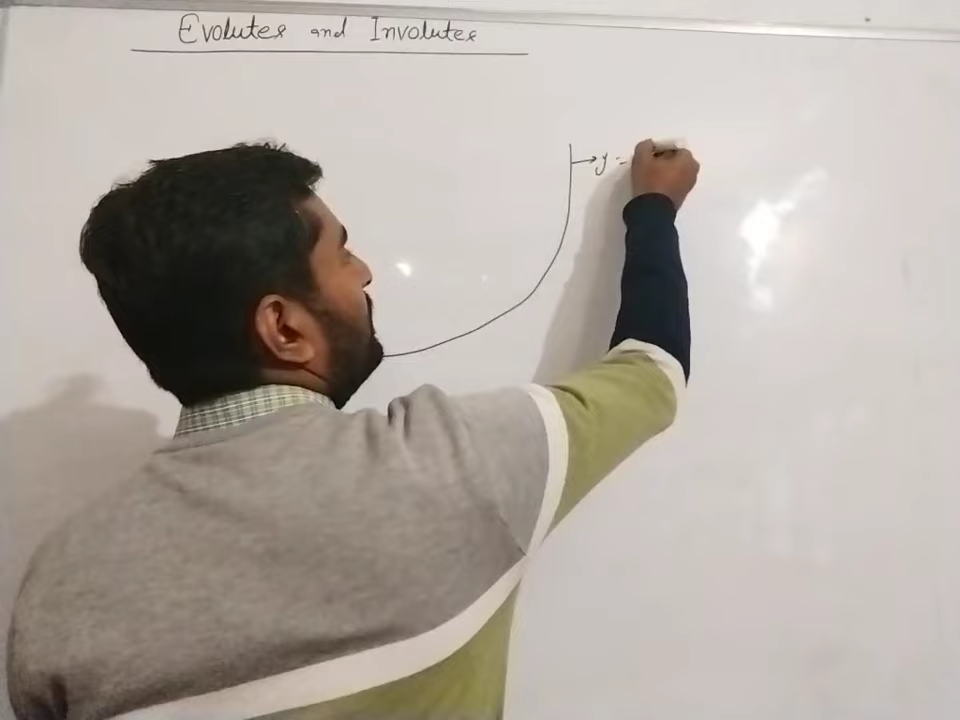 Evolutes and Involutes
y =